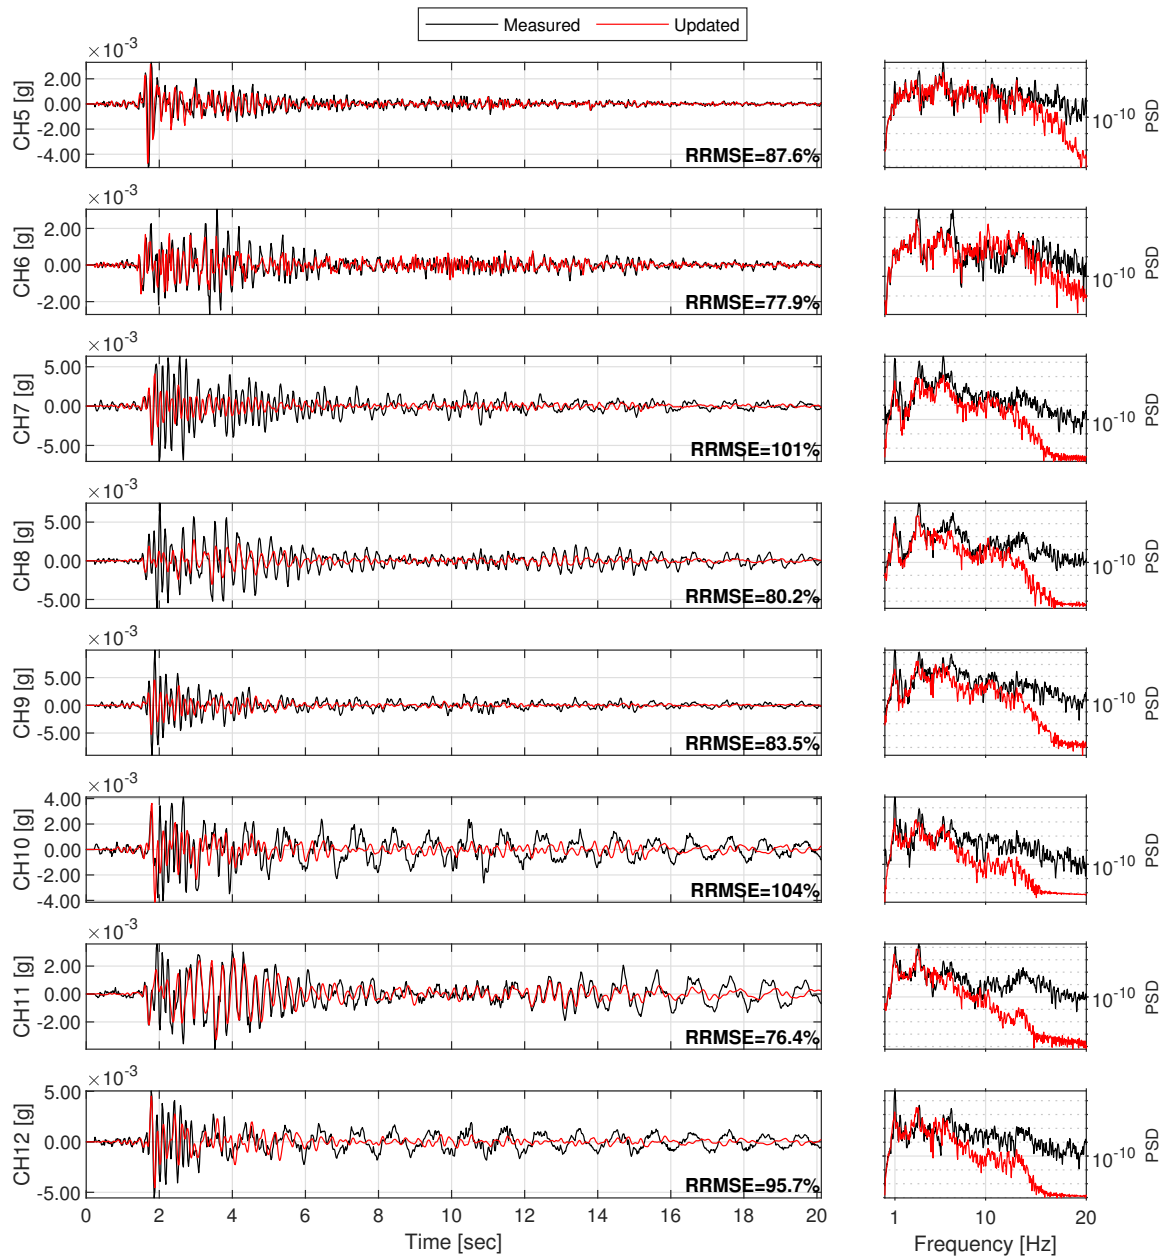 Measured Updated
×10-3
2.00
0.00
-2.00
-4.00
CH5 [g]
RRMSE=87.6%
10-10
PSD
×10-3
2.00
0.00
-2.00
CH6 [g]
RRMSE=77.9%
10-10
PSD
×10-3
5.00
0.00
-5.00
CH7 [g]
RRMSE=101%
10-10
PSD
×10-3
5.00
0.00
-5.00
CH8 [g]
RRMSE=80.2%
10-10
PSD
×10-3
5.00
0.00
-5.00
CH9 [g]
RRMSE=83.5%
10-10
PSD
×10-3
4.00
2.00
0.00
-2.00
-4.00
CH10 [g]
RRMSE=104%
10-10
PSD
×10-3
2.00
0.00
-2.00
CH11 [g]
RRMSE=76.4%
10-10
PSD
×10-3
5.00
0.00
-5.00
CH12 [g]
RRMSE=95.7%
10-10
PSD
0 2 4 6 8 10 12 14 16 18 20
1 10 20
Time [sec]
Frequency [Hz]